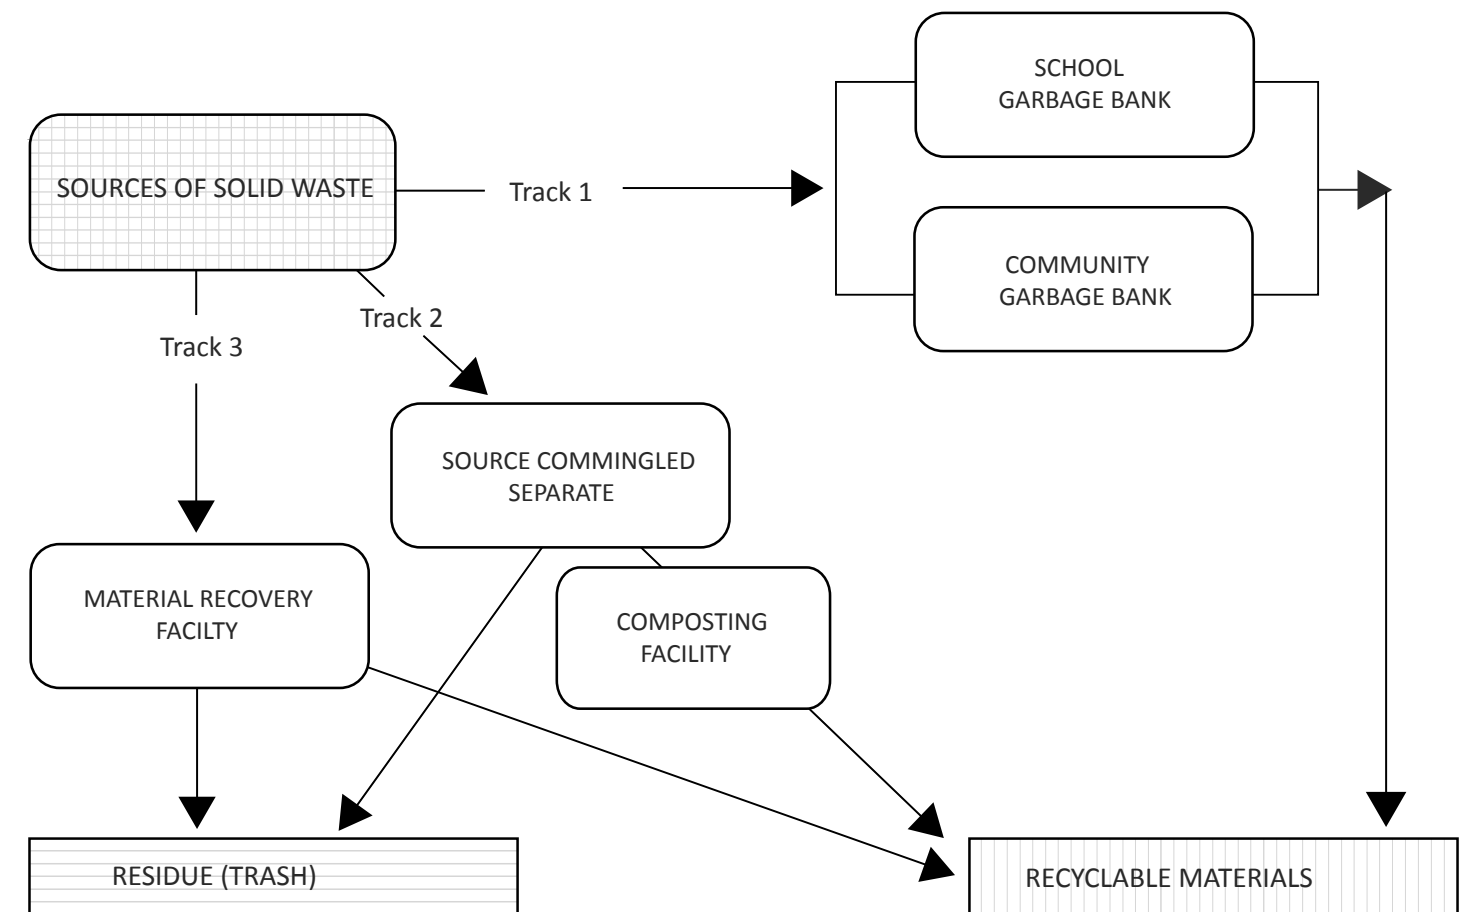 SCHOOL
GARBAGE BANK
SOURCES OF SOLID WASTE
Track 1
COMMUNITY
GARBAGE BANK
Track 2
Track 3
SOURCE COMMINGLED
SEPARATE
MATERIAL RECOVERY
FACILTY
COMPOSTING
FACILITY
RESIDUE (TRASH)
RECYCLABLE MATERIALS